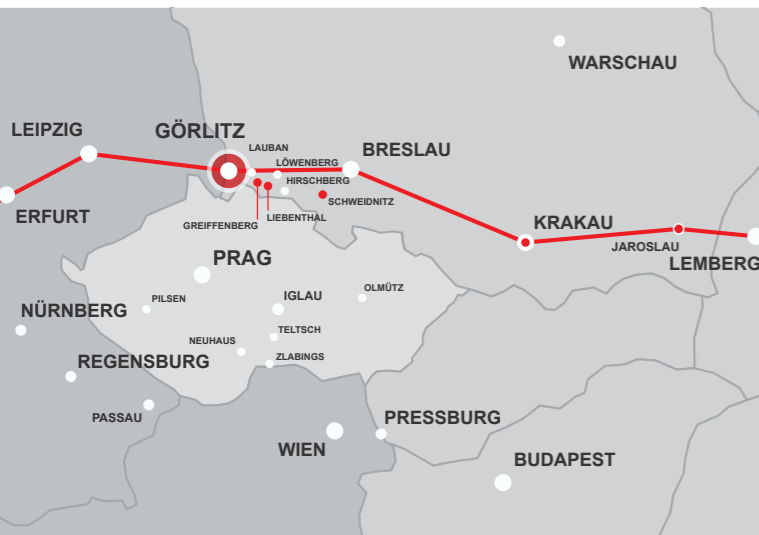 WARSCHAU
LEIPZIG
GÖRLITZ
LAUBAN
BRESLAU
LÖWENBERG
HIRSCHBERG
SCHWEIDNITZ
ERFURT
GREIFFENBERG
LIEBENTHAL
KRAKAU
JAROSLAU
LEMBERG
PRAG
OLMÜTZ
PILSEN
IGLAU
NÜRNBERG
TELTSCH
NEUHAUS
ZLABINGS
REGENSBURG
PASSAU
PRESSBURG
WIEN
BUDAPEST